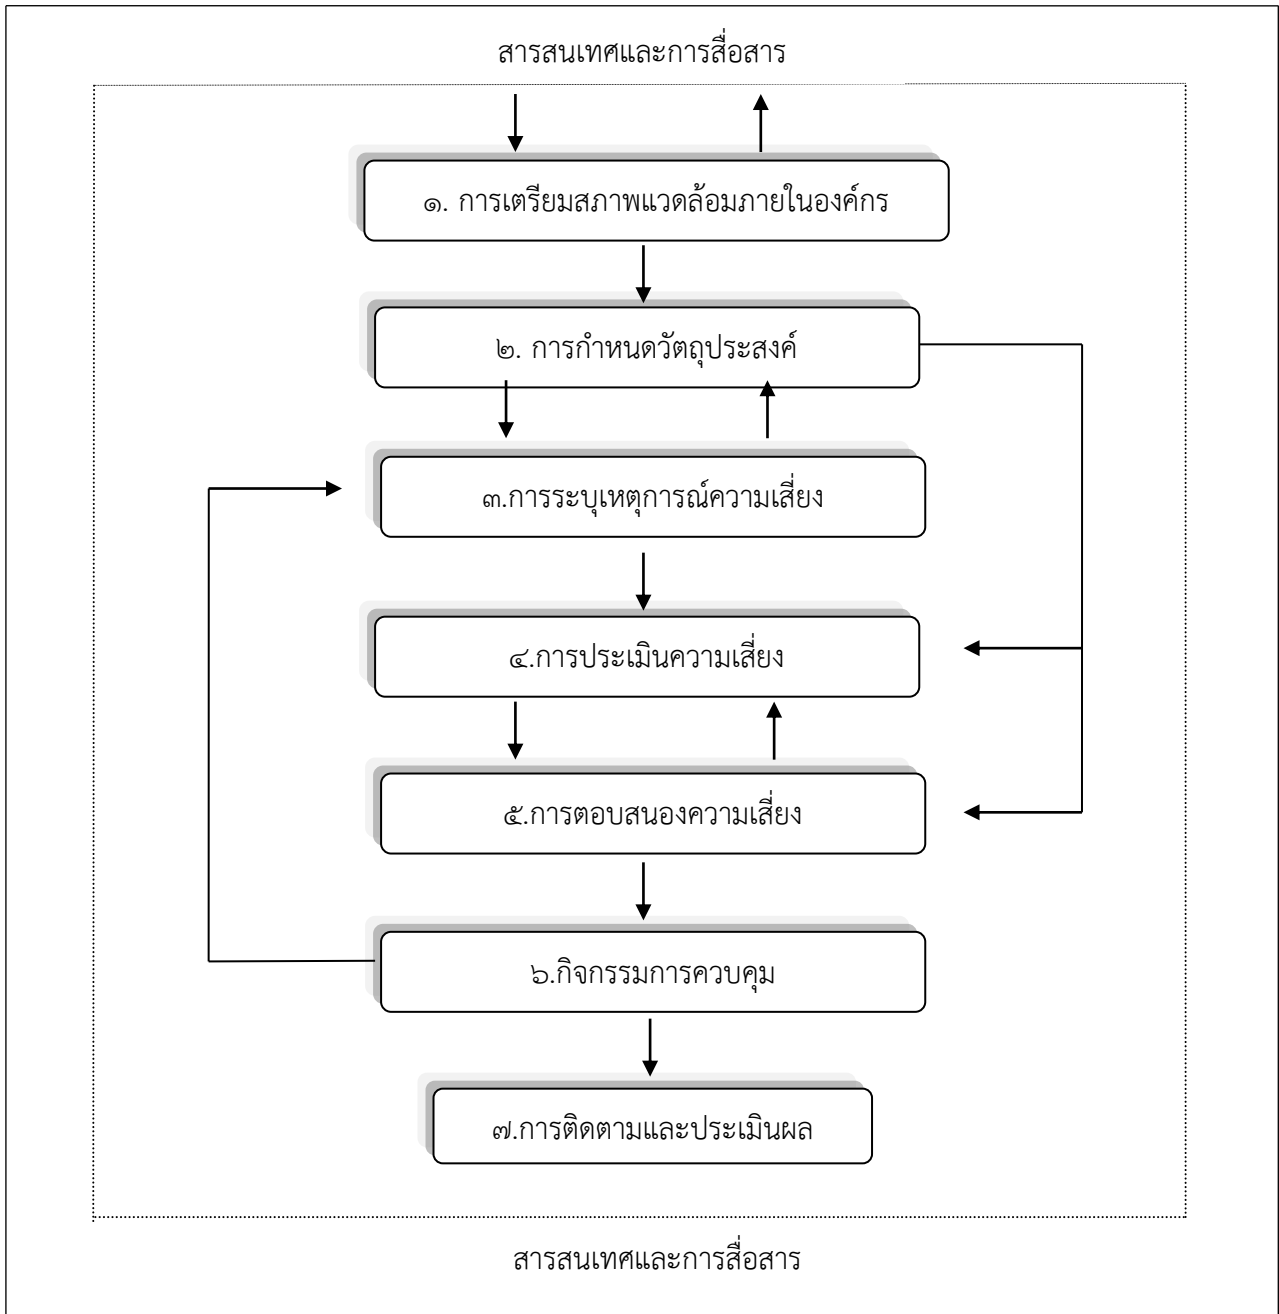 สารสนเทศและการสื่อสาร
๑. การเตรียมสภาพแวดล้อมภายในองค์กร
๒. การกำหนดวัตถุประสงค์
๓.การระบุเหตุการณ์ความเสี่ยง
๔.การประเมินความเสี่ยง
๕.การตอบสนองความเสี่ยง
๖.กิจกรรมการควบคุม
๗.การติดตามและประเมินผล
สารสนเทศและการสื่อสาร